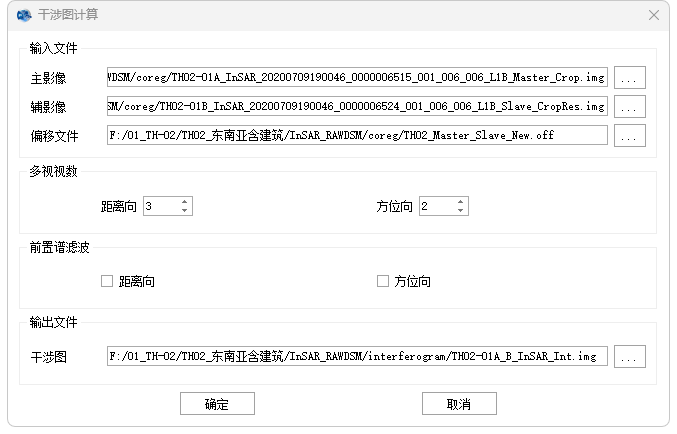 干涉图计算
输入文件
主影像 WDSM/coreg/TH02-01A_InSAR_20200709190046_0000006515_001_006_006_L1B_Master_Crop.img ...
辅影像 SM/coreg/TH02-01B_InSAR_20200709190046_0000006524_001_006_006_L1B_Slave_CropRes.img ...
偏移文件 F:/01_TH-02/TH02_东南亚含建筑/InSAR_RAWDSM/coreg/TH02_Master_Slave_New.off ...
多视视数
距离向 3 方位向 2
前置谱滤波
距离向 方位向
输出文件
干涉图 F:/01_TH-02/TH02_东南亚含建筑/InSAR_RAWDSM/interferogram/TH02-01A_B_InSAR_Int.img ...
确定 取消